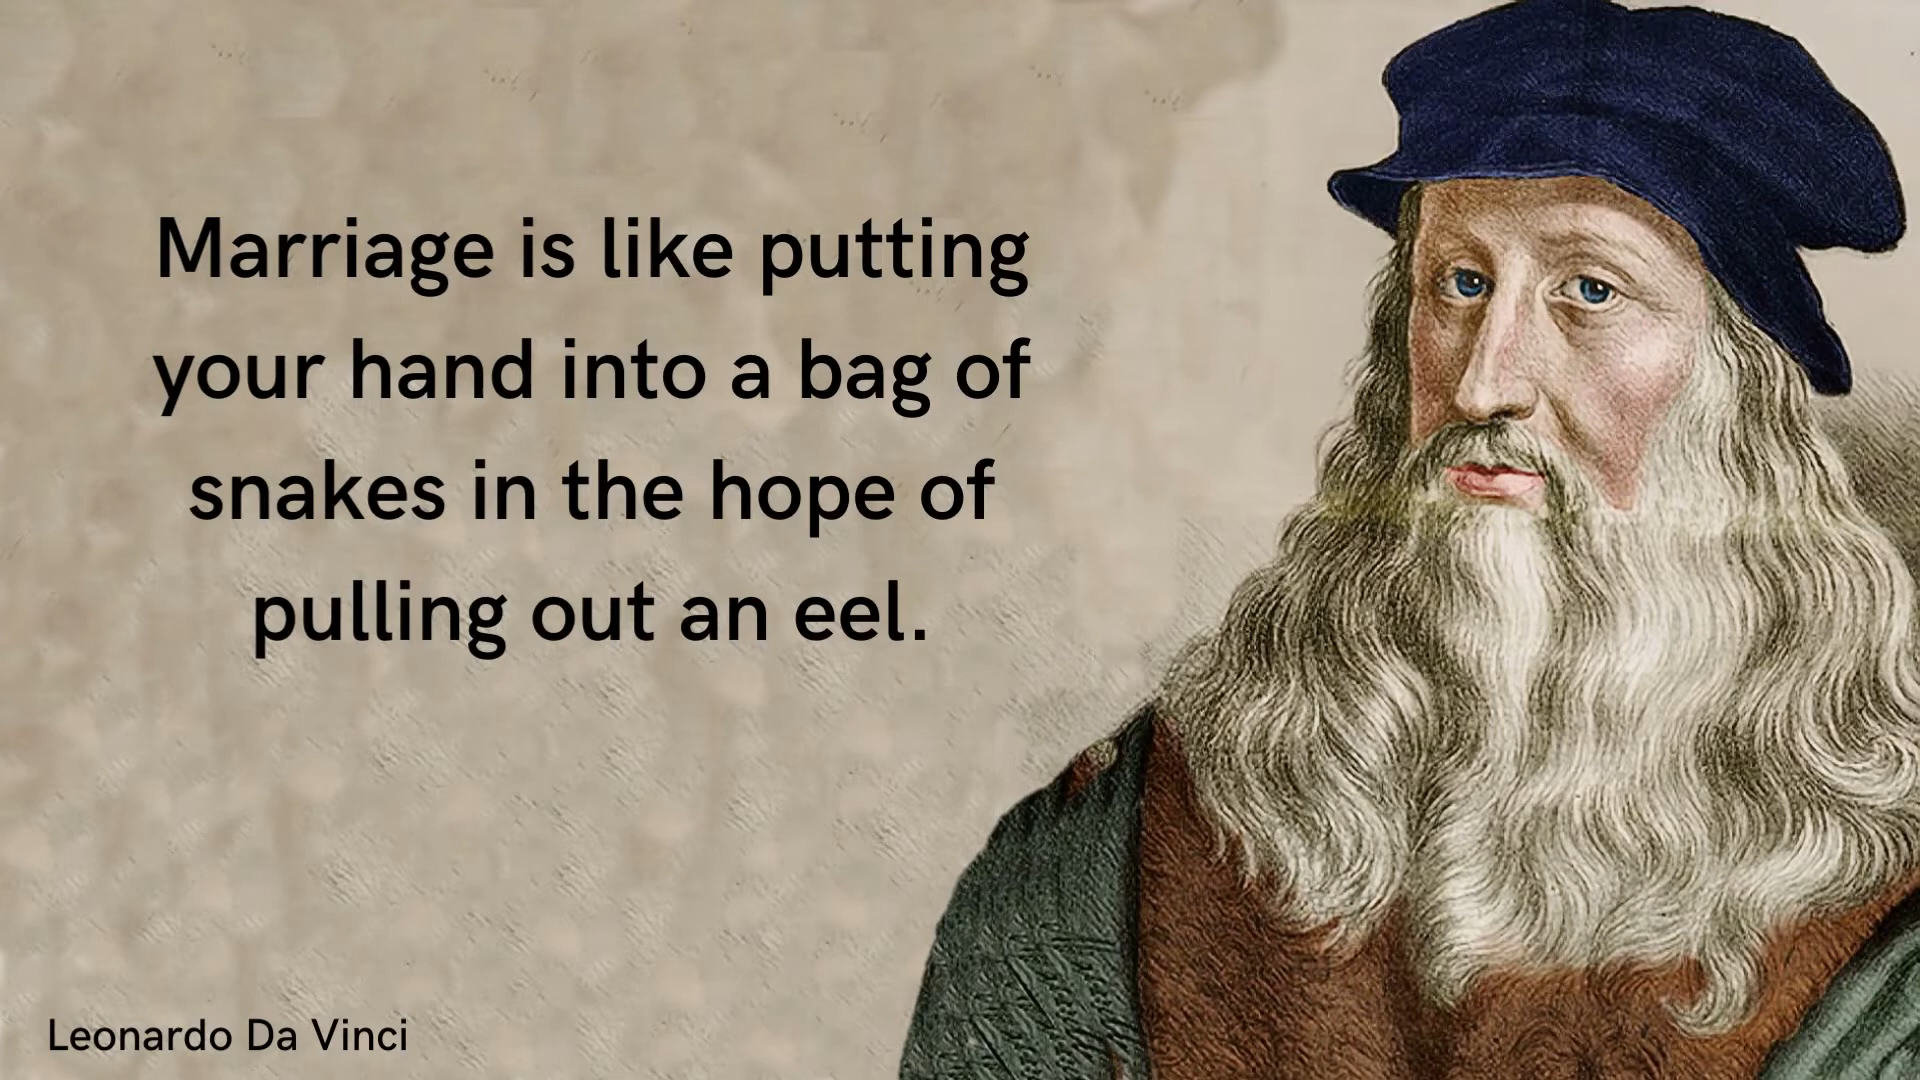 Marriage is like putting
your hand into a bag of
snakes in the hope of
pulling out an eel.
Leonardo Da Vinci